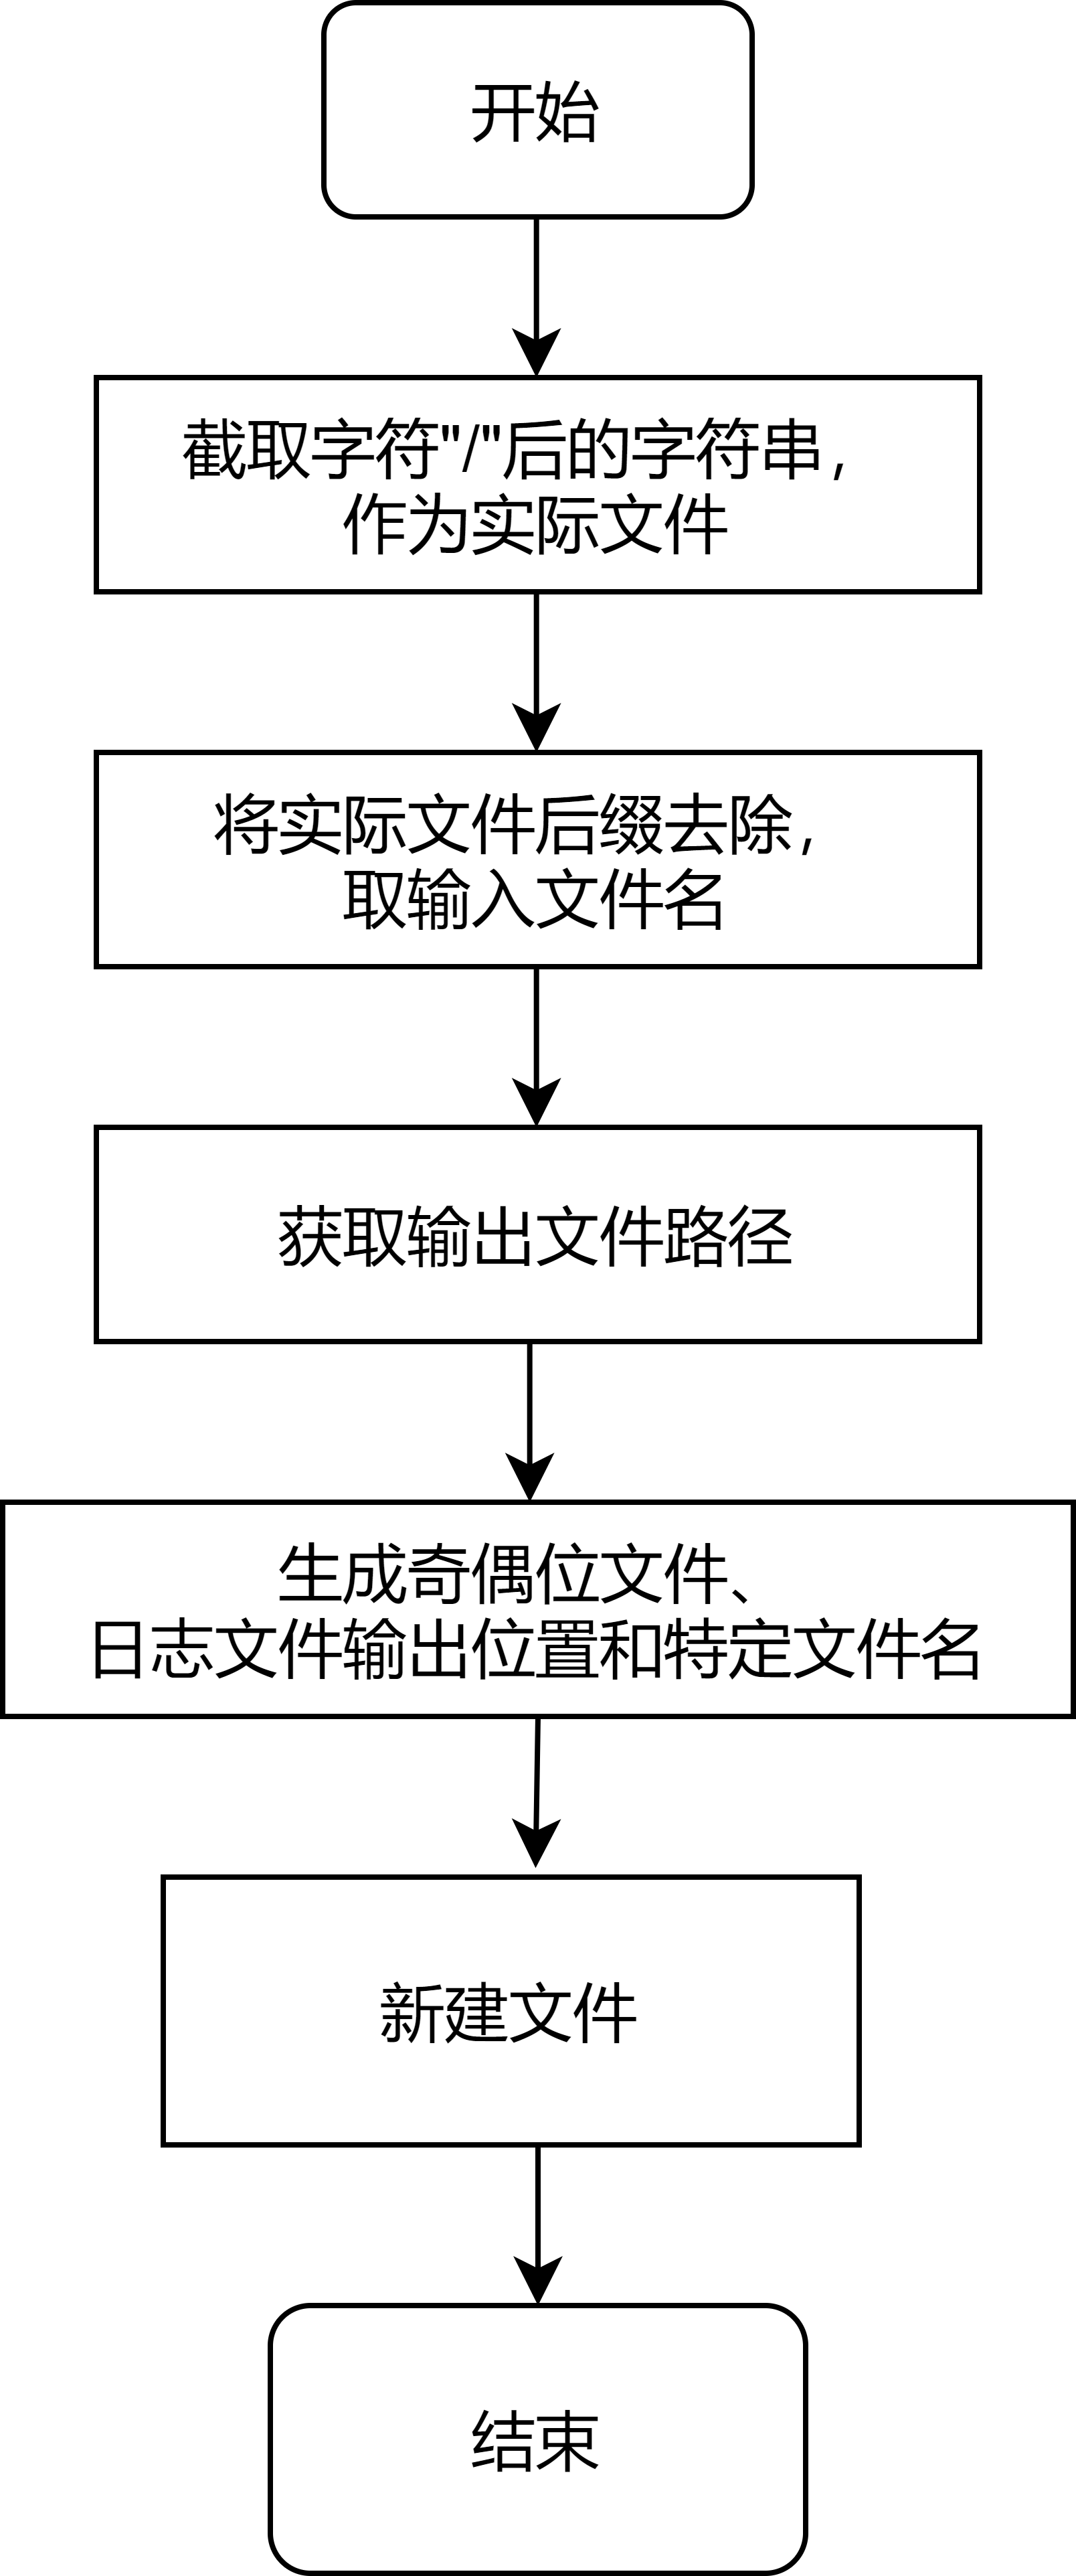 开始
截取字符"/"后的字符串，
作为实际文件
将实际文件后缀去除，
取输入文件名
获取输出文件路径
生成奇偶位文件、
日志文件输出位置和特定文件名
新建文件
结束